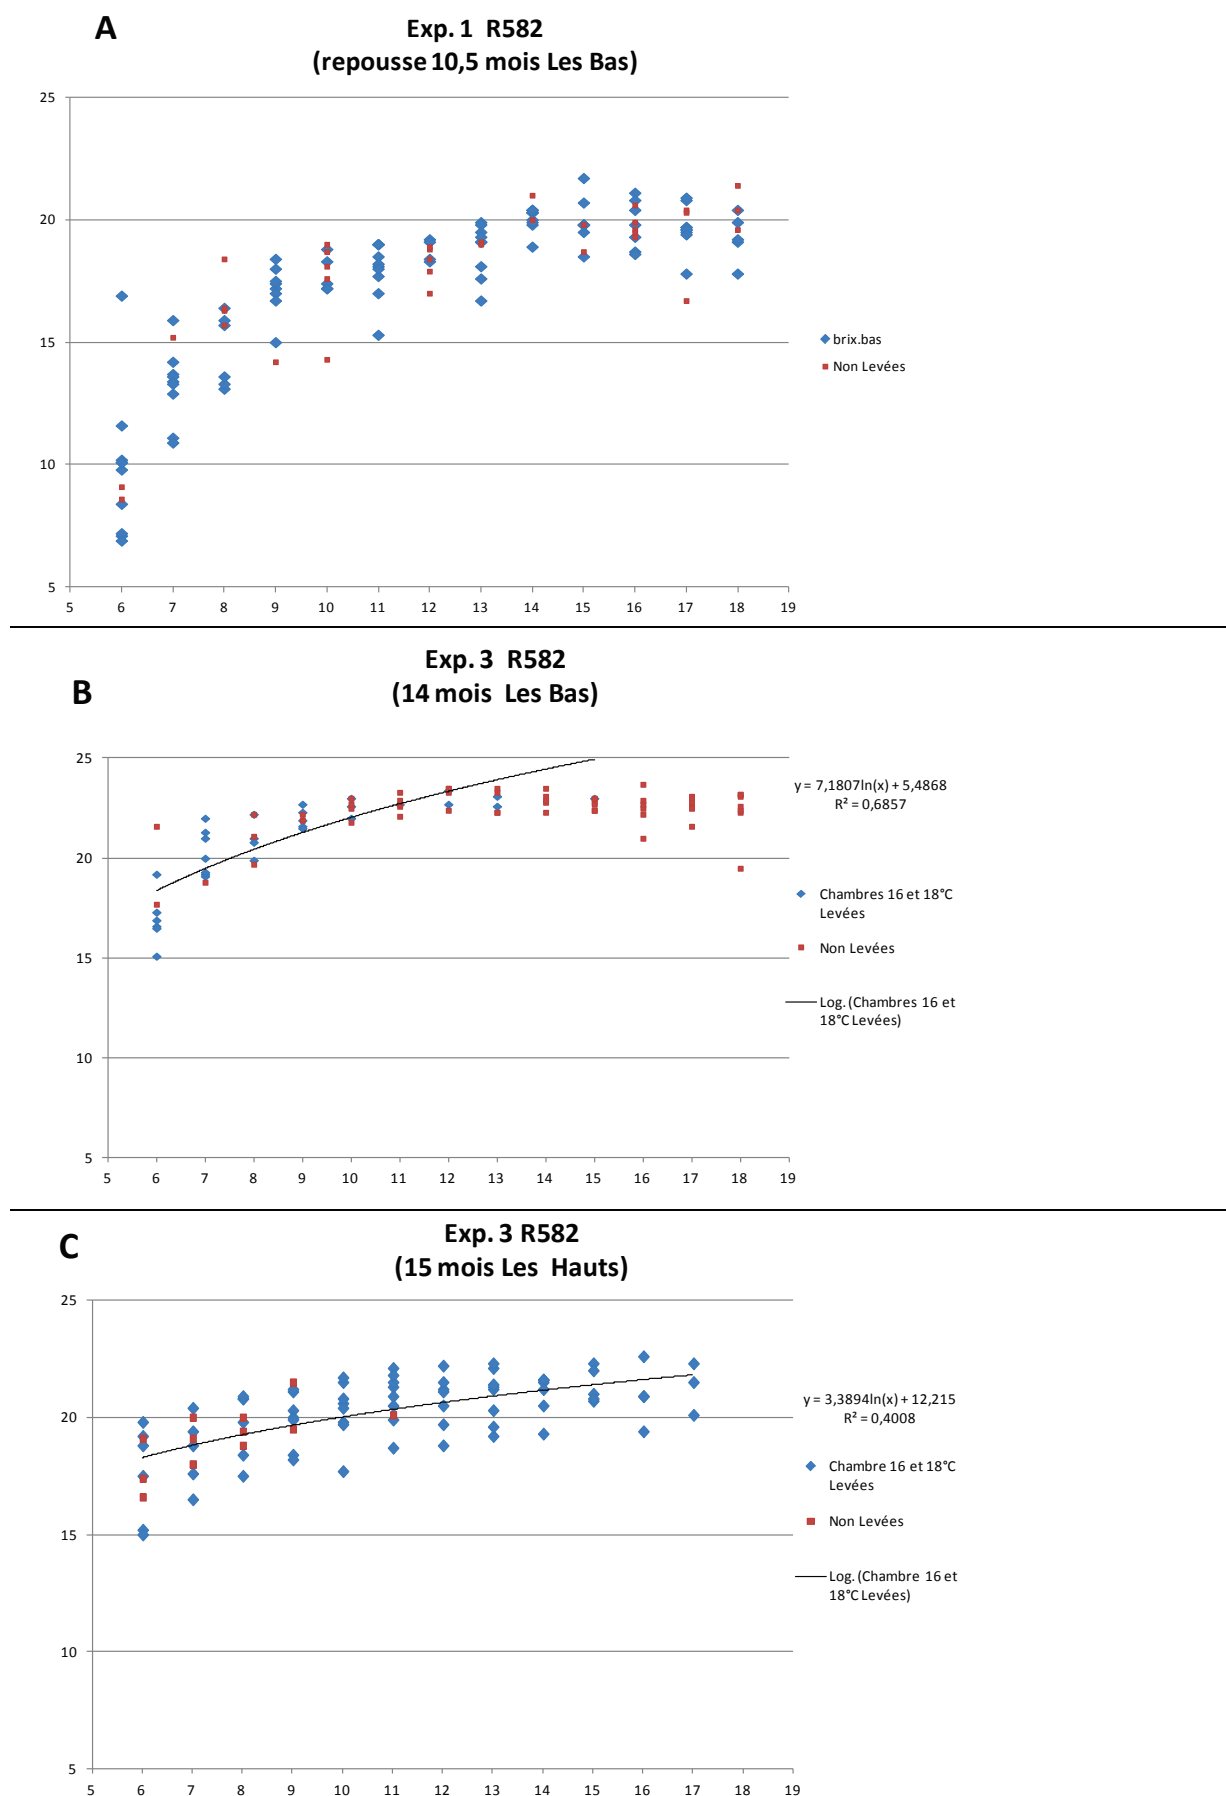 A
Exp. 1 R582
(repousse 10,5 mois Les Bas)
25
20
15
10
5
5 6 7 8 9 10 11 12 13 14 15 16 17 18 19
brix.bas
Non Levées
B
Exp. 3 R582
(14 mois Les Bas)
25
20
15
10
5
5 6 7 8 9 10 11 12 13 14 15 16 17 18 19
y = 7,1807ln(x) + 5,4868
R² = 0,6857
Chambres 16 et 18°C
Levées
Non Levées
Log. (Chambres 16 et
18°C Levées)
C
Exp. 3 R582
(15 mois Les Hauts)
25
20
15
10
5
5 6 7 8 9 10 11 12 13 14 15 16 17 18 19
y = 3,3894ln(x) + 12,215
R² = 0,4008
Chambre 16 et 18°C
Levées
Non Levées
Log. (Chambre 16 et
18°C Levées)